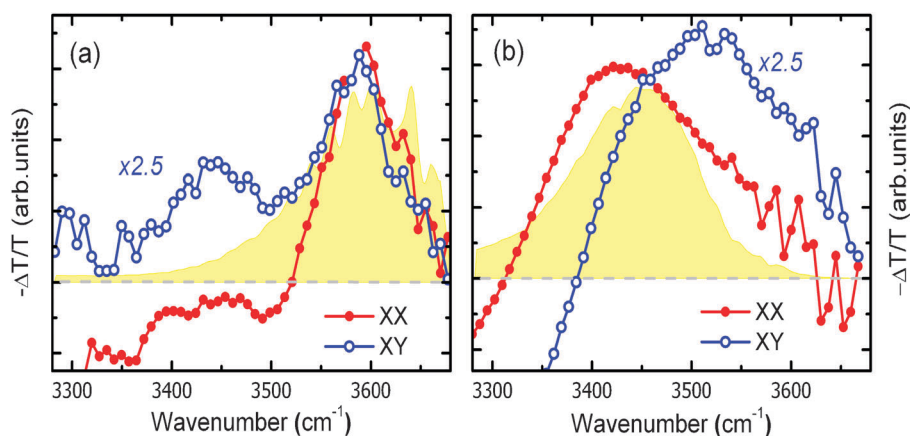 (a)
x2.5
XX
XY
-ΔT/T (arb.units)
3300 3400 3500 3600
Wavenumber (cm-1)
(b)
x2.5
XX
XY
−ΔT/T (arb.units)
3300 3400 3500 3600
Wavenumber (cm-1)